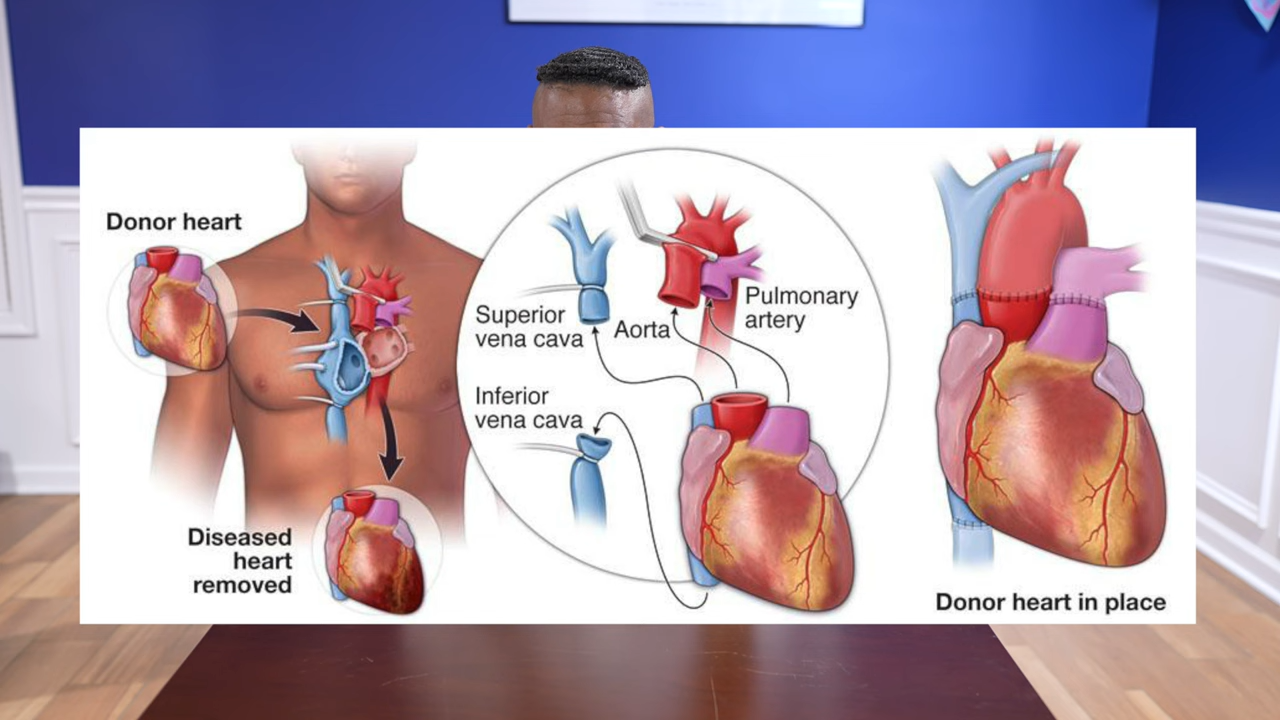 Donor heart
Diseased
heart
removed
Superior
vena cava
Aorta
Pulmonary
artery
Inferior
vena cava
Donor heart in place